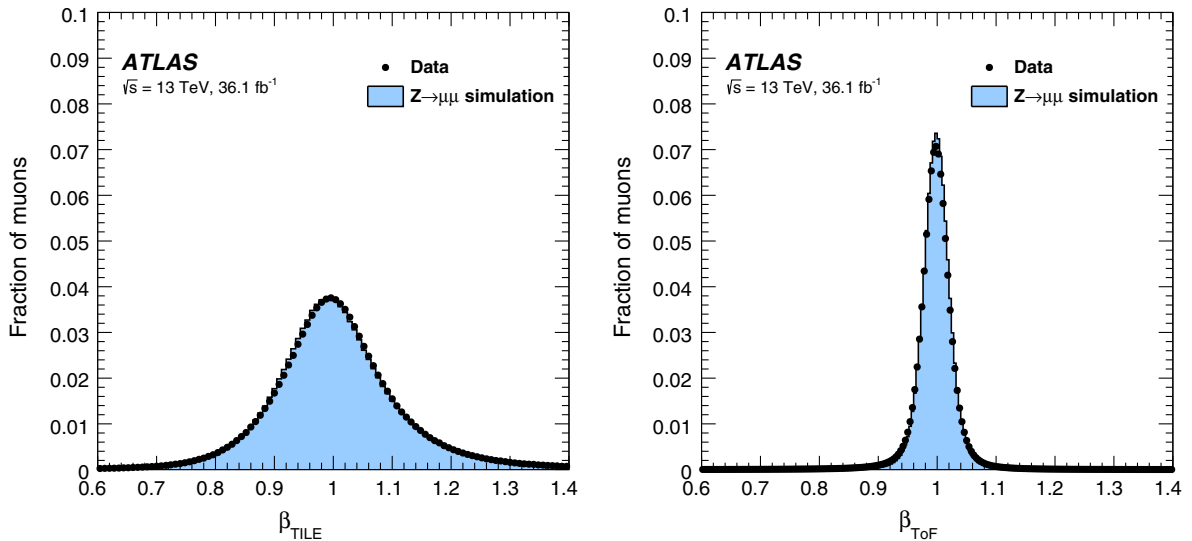 0.1
0.09
0.08
0.07
0.06
0.05
0.04
0.03
0.02
0.01
0
Fraction of muons
ATLAS
√s = 13 TeV, 36.1 fb⁻¹
Data
Z→μμ simulation
0.6 0.7 0.8 0.9 1 1.1 1.2 1.3 1.4
β_TILE
0.1
0.09
0.08
0.07
0.06
0.05
0.04
0.03
0.02
0.01
0
Fraction of muons
ATLAS
√s = 13 TeV, 36.1 fb⁻¹
Data
Z→μμ simulation
0.6 0.7 0.8 0.9 1 1.1 1.2 1.3 1.4
β_ToF